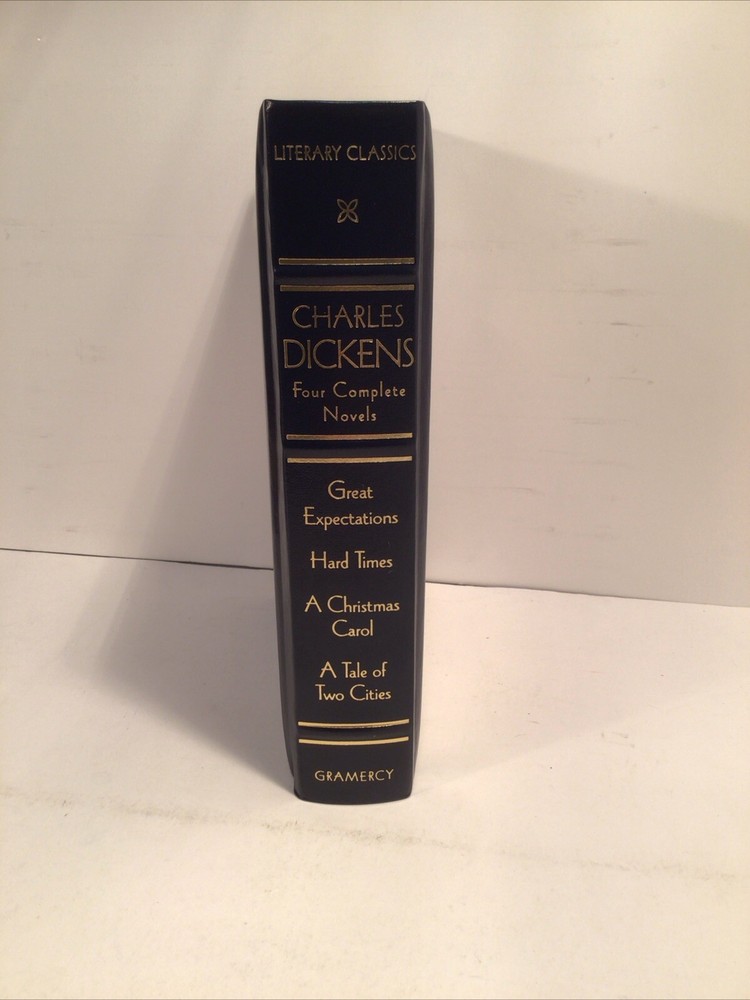 LITERARY CLASSICS
CHARLES
DICKENS
Four Complete
Novels
Great
Expectations
Hard Times
A Christmas
Carol
A Tale of
Two Cities
GRAMERCY